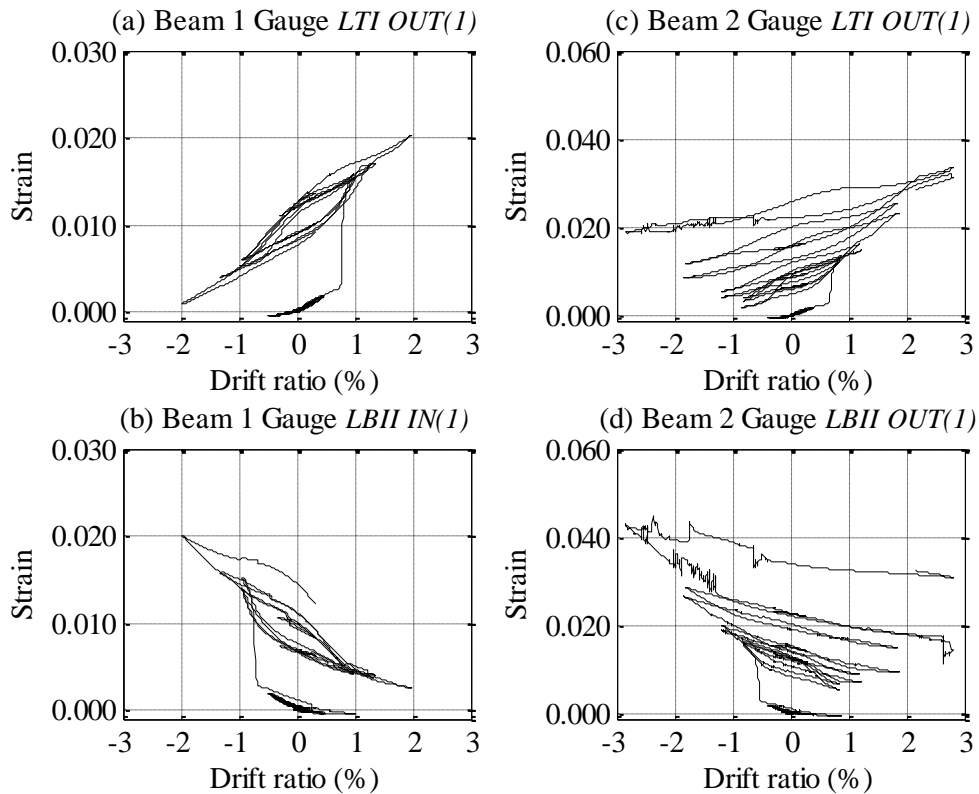 (a) Beam 1 Gauge LTI OUT(1)
0.030
0.020
0.010
0.000
Strain
-3 -2 -1 0 1 2 3
Drift ratio (%)
(c) Beam 2 Gauge LTI OUT(1)
0.060
0.040
0.020
0.000
Strain
-3 -2 -1 0 1 2 3
Drift ratio (%)
(b) Beam 1 Gauge LBII IN(1)
0.030
0.020
0.010
0.000
Strain
-3 -2 -1 0 1 2 3
Drift ratio (%)
(d) Beam 2 Gauge LBII OUT(1)
0.060
0.040
0.020
0.000
Strain
-3 -2 -1 0 1 2 3
Drift ratio (%)